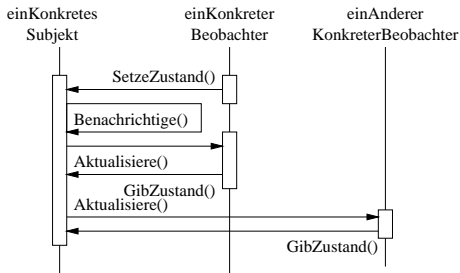 einKonkretes
Subjekt
einKonkreter
Beobachter
einAnderer
KonkreterBeobachter
SetzeZustand()
Benachrichtige()
Aktualisiere()
GibZustand()
Aktualisiere()
GibZustand()